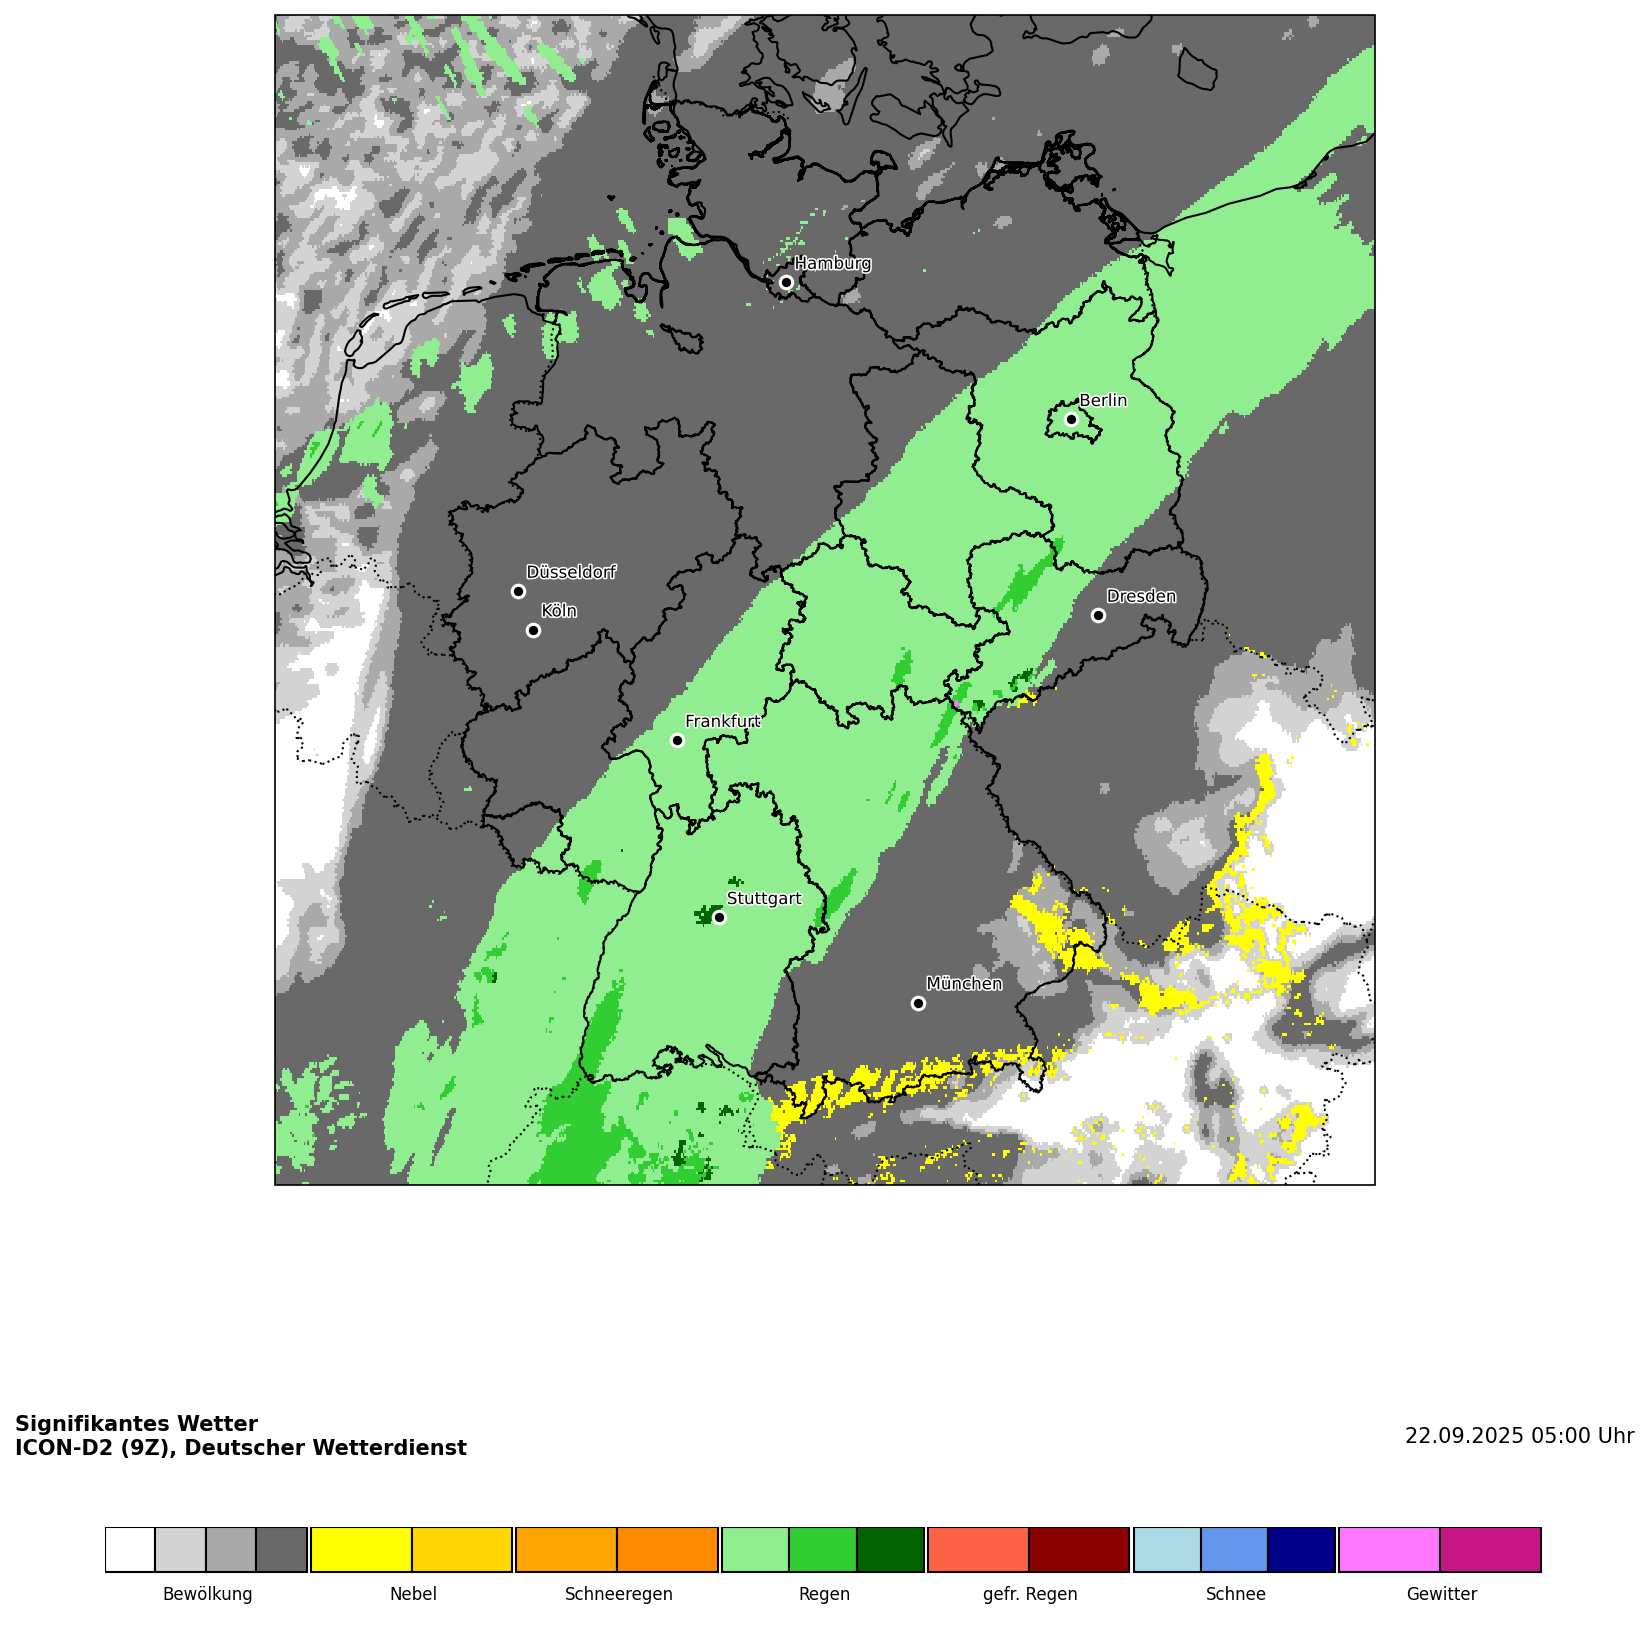 Hamburg
Berlin
Düsseldorf
Köln
Dresden
Frankfurt
Stuttgart
München
Signifikantes Wetter
ICON-D2 (9Z), Deutscher Wetterdienst
22.09.2025 05:00 Uhr
Bewölkung Nebel Schneeregen Regen gefr. Regen Schnee Gewitter